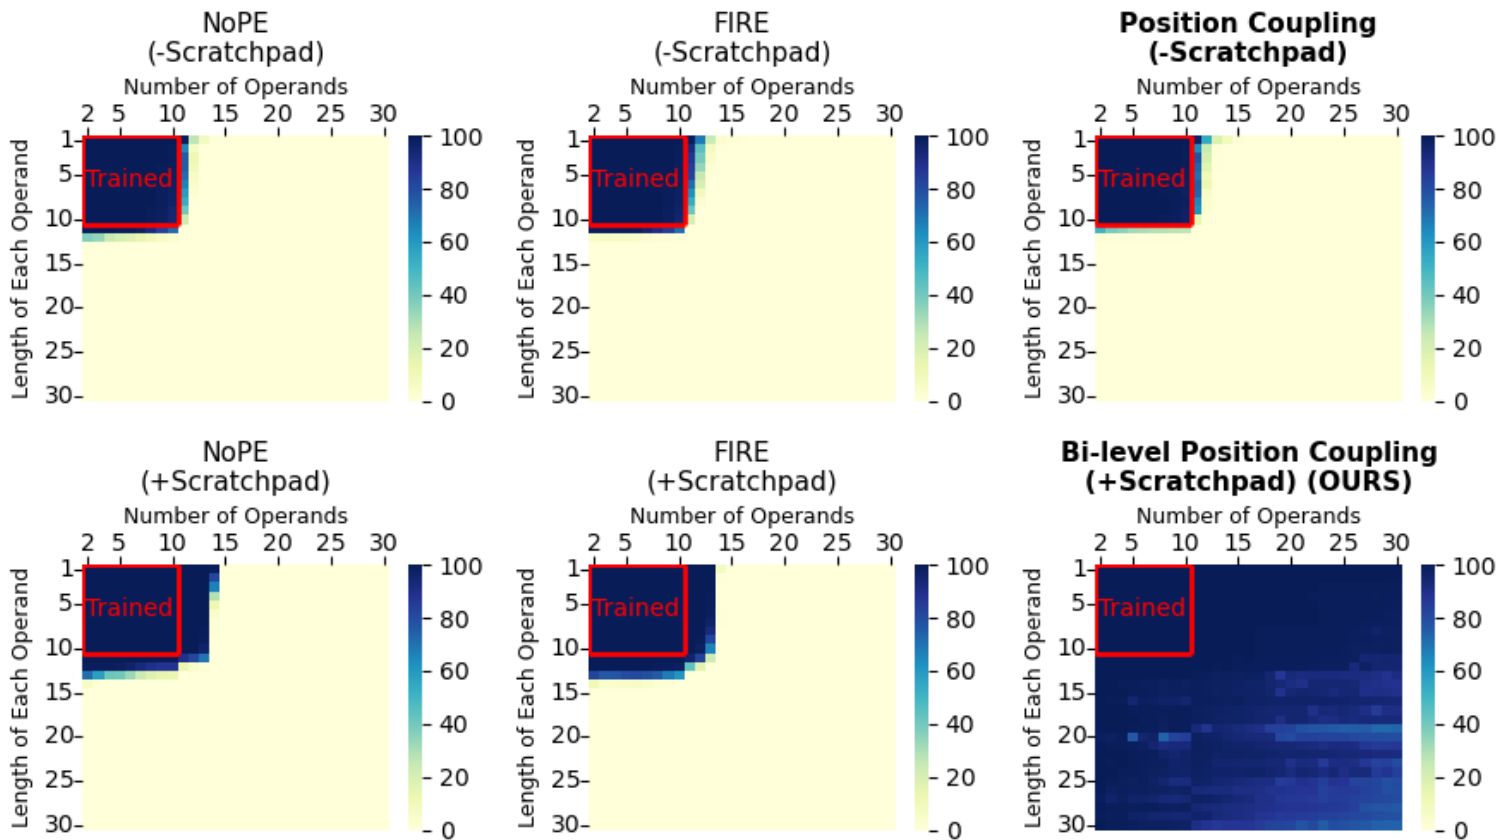 NoPE
(-Scratchpad)
Number of Operands
2 5 10 15 20 25 30
Length of Each Operand
1
5
10
15
20
25
30
Trained
100
80
60
40
20
0
FIRE
(-Scratchpad)
Number of Operands
2 5 10 15 20 25 30
Length of Each Operand
1
5
10
15
20
25
30
Trained
100
80
60
40
20
0
Position Coupling
(-Scratchpad)
Number of Operands
2 5 10 15 20 25 30
Length of Each Operand
1
5
10
15
20
25
30
Trained
100
80
60
40
20
0
NoPE
(+Scratchpad)
Number of Operands
2 5 10 15 20 25 30
Length of Each Operand
1
5
10
15
20
25
30
Trained
100
80
60
40
20
0
FIRE
(+Scratchpad)
Number of Operands
2 5 10 15 20 25 30
Length of Each Operand
1
5
10
15
20
25
30
Trained
100
80
60
40
20
0
Bi-level Position Coupling
(+Scratchpad) (OURS)
Number of Operands
2 5 10 15 20 25 30
Length of Each Operand
1
5
10
15
20
25
30
Trained
100
80
60
40
20
0